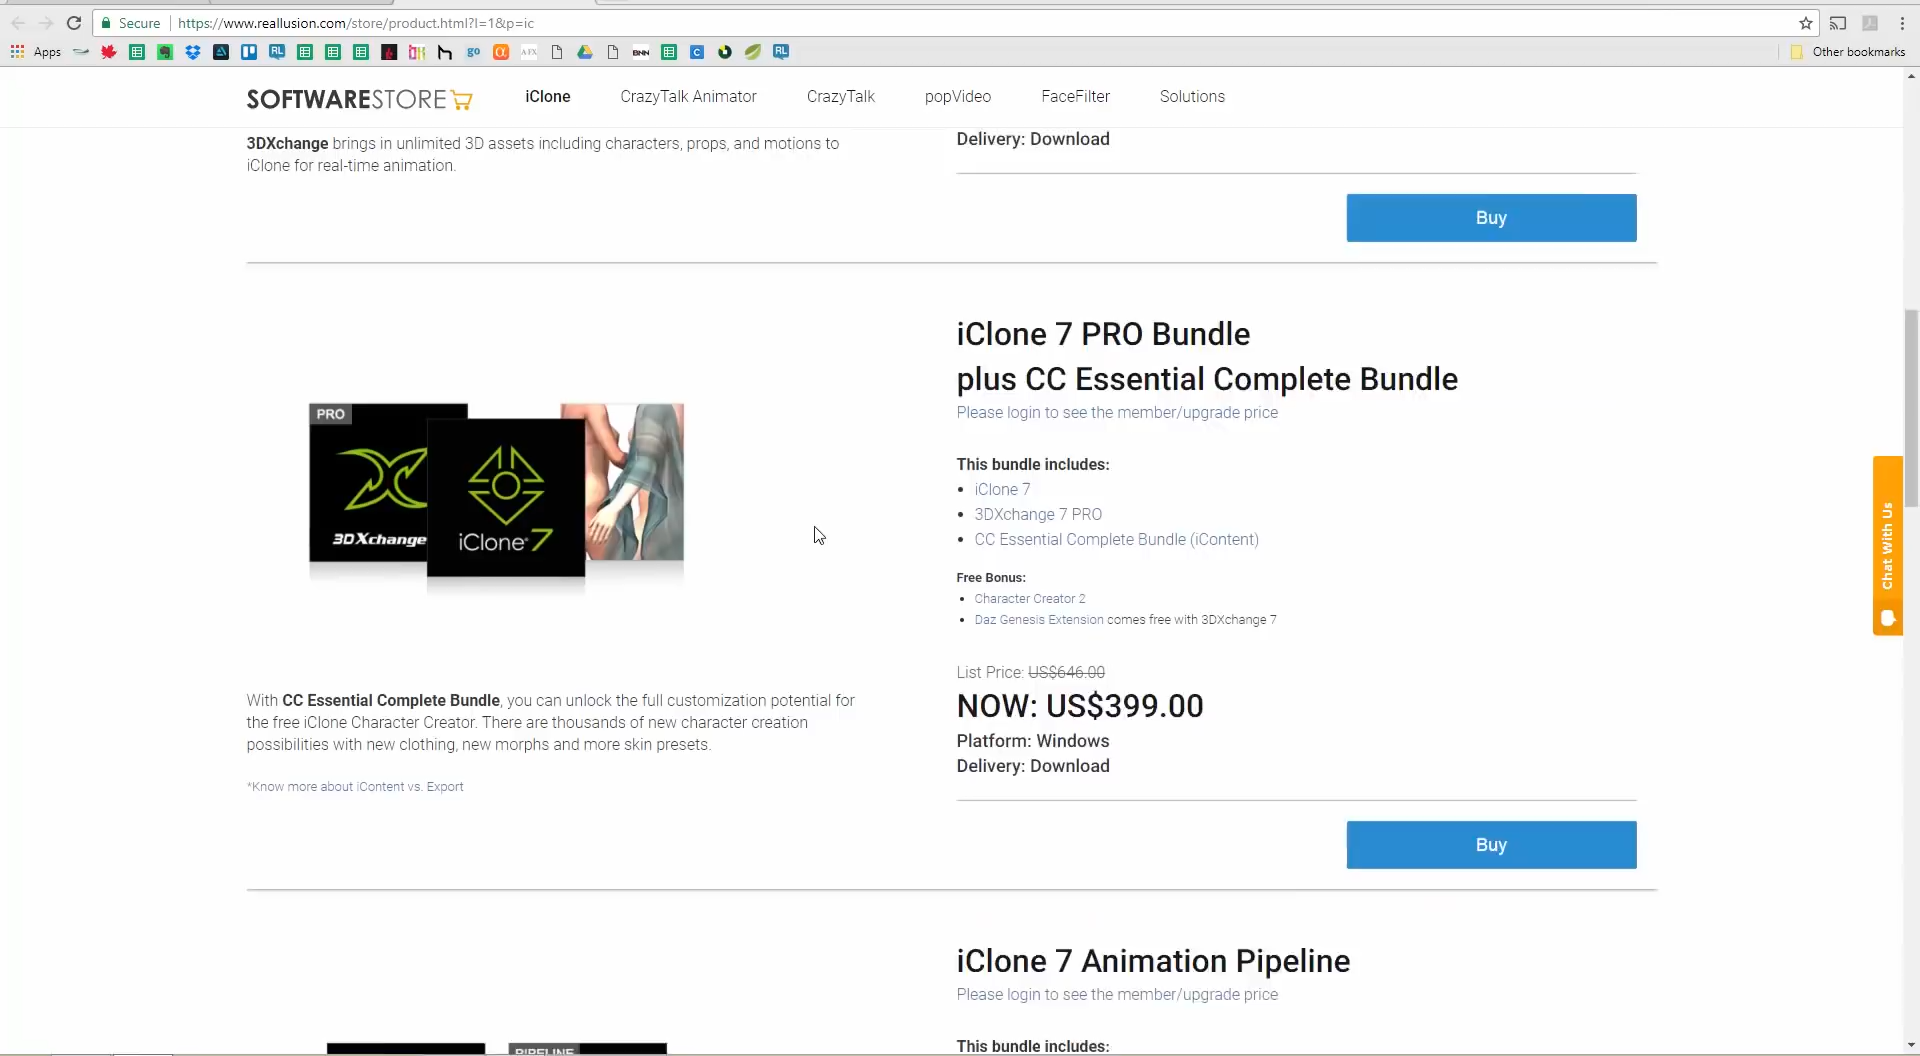 Secure https://www.reallusion.com/store/product.html?l=1&p=ic
Apps
Other bookmarks
SOFTWARESTORE iClone CrazyTalk Animator CrazyTalk popVideo FaceFilter Solutions
3DXchange brings in unlimited 3D assets including characters, props, and motions to
iClone for real-time animation.
Delivery: Download
Buy
iClone 7 PRO Bundle
plus CC Essential Complete Bundle
Please login to see the member/upgrade price
PRO
3DXchange
iClone 7
This bundle includes:
• iClone 7
• 3DXchange 7 PRO
• CC Essential Complete Bundle (iContent)
Free Bonus:
• Character Creator 2
• Daz Genesis Extension comes free with 3DXchange 7
List Price: US$646.00
NOW: US$399.00
Platform: Windows
Delivery: Download
With CC Essential Complete Bundle, you can unlock the full customization potential for
the free iClone Character Creator. There are thousands of new character creation
possibilities with new clothing, new morphs and more skin presets.
*Know more about iContent vs. Export
Buy
Chat With Us
iClone 7 Animation Pipeline
Please login to see the member/upgrade price
This bundle includes:
PIPELINE